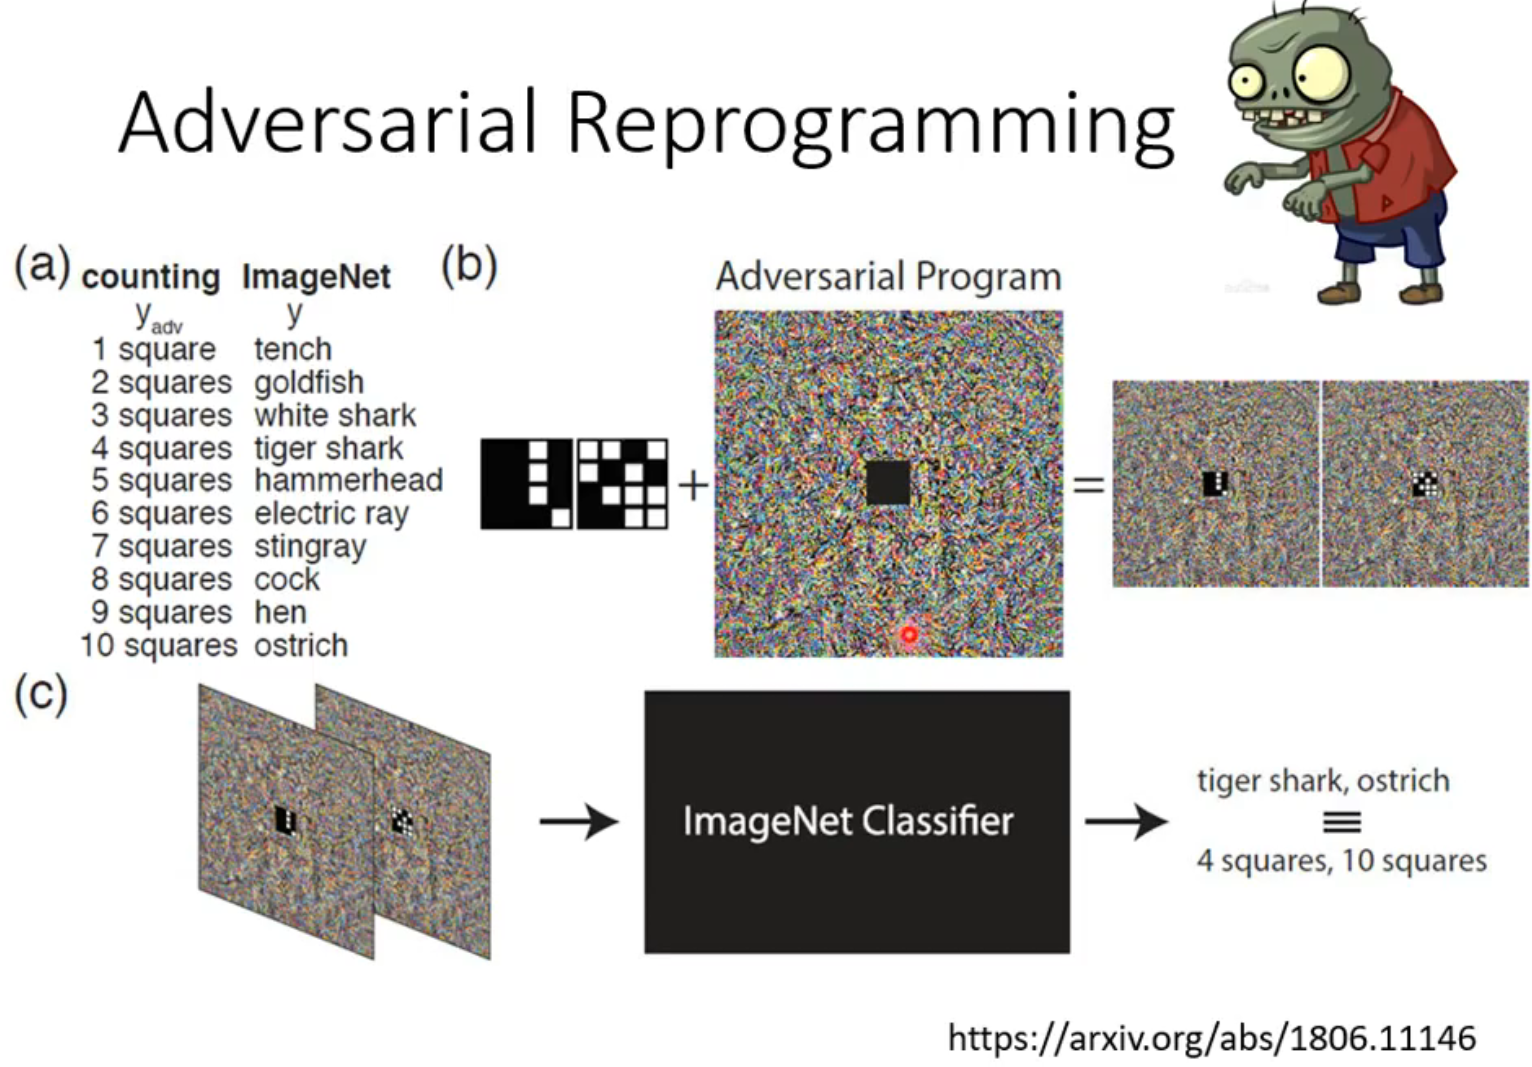 Adversarial Reprogramming
(a) counting ImageNet
y_adv y
1 square tench
2 squares goldfish
3 squares white shark
4 squares tiger shark
5 squares hammerhead
6 squares electric ray
7 squares stingray
8 squares cock
9 squares hen
10 squares ostrich
(b)
Adversarial Program
+ =
(c)
ImageNet Classifier
tiger shark, ostrich
≡
4 squares, 10 squares
https://arxiv.org/abs/1806.11146